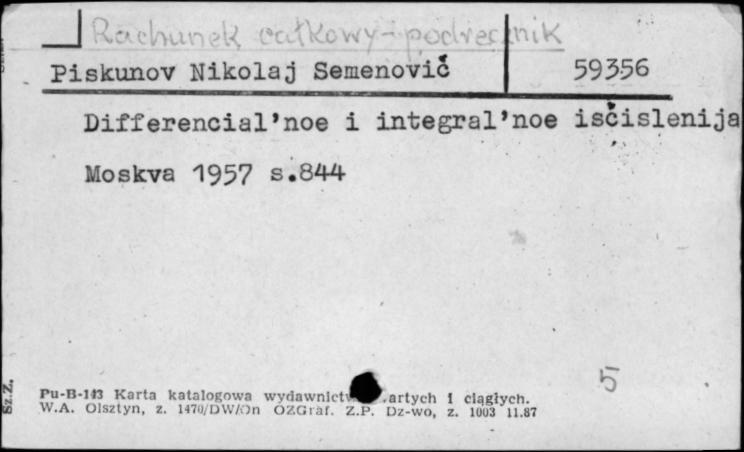 Rachunek całkowy - podręcznik
Piskunov Nikolaj Semenovič 59356
Differencial'noe i integral'noe isčislenija
Moskva 1957 s.844
5
Pu-B-143 Karta katalogowa wydawnictw artych i ciągłych.
W.A. Olsztyn, z. 1470/DW/On OZGraf. Z.P. Dz-wo, z. 1003 11.87
Sz.Z.